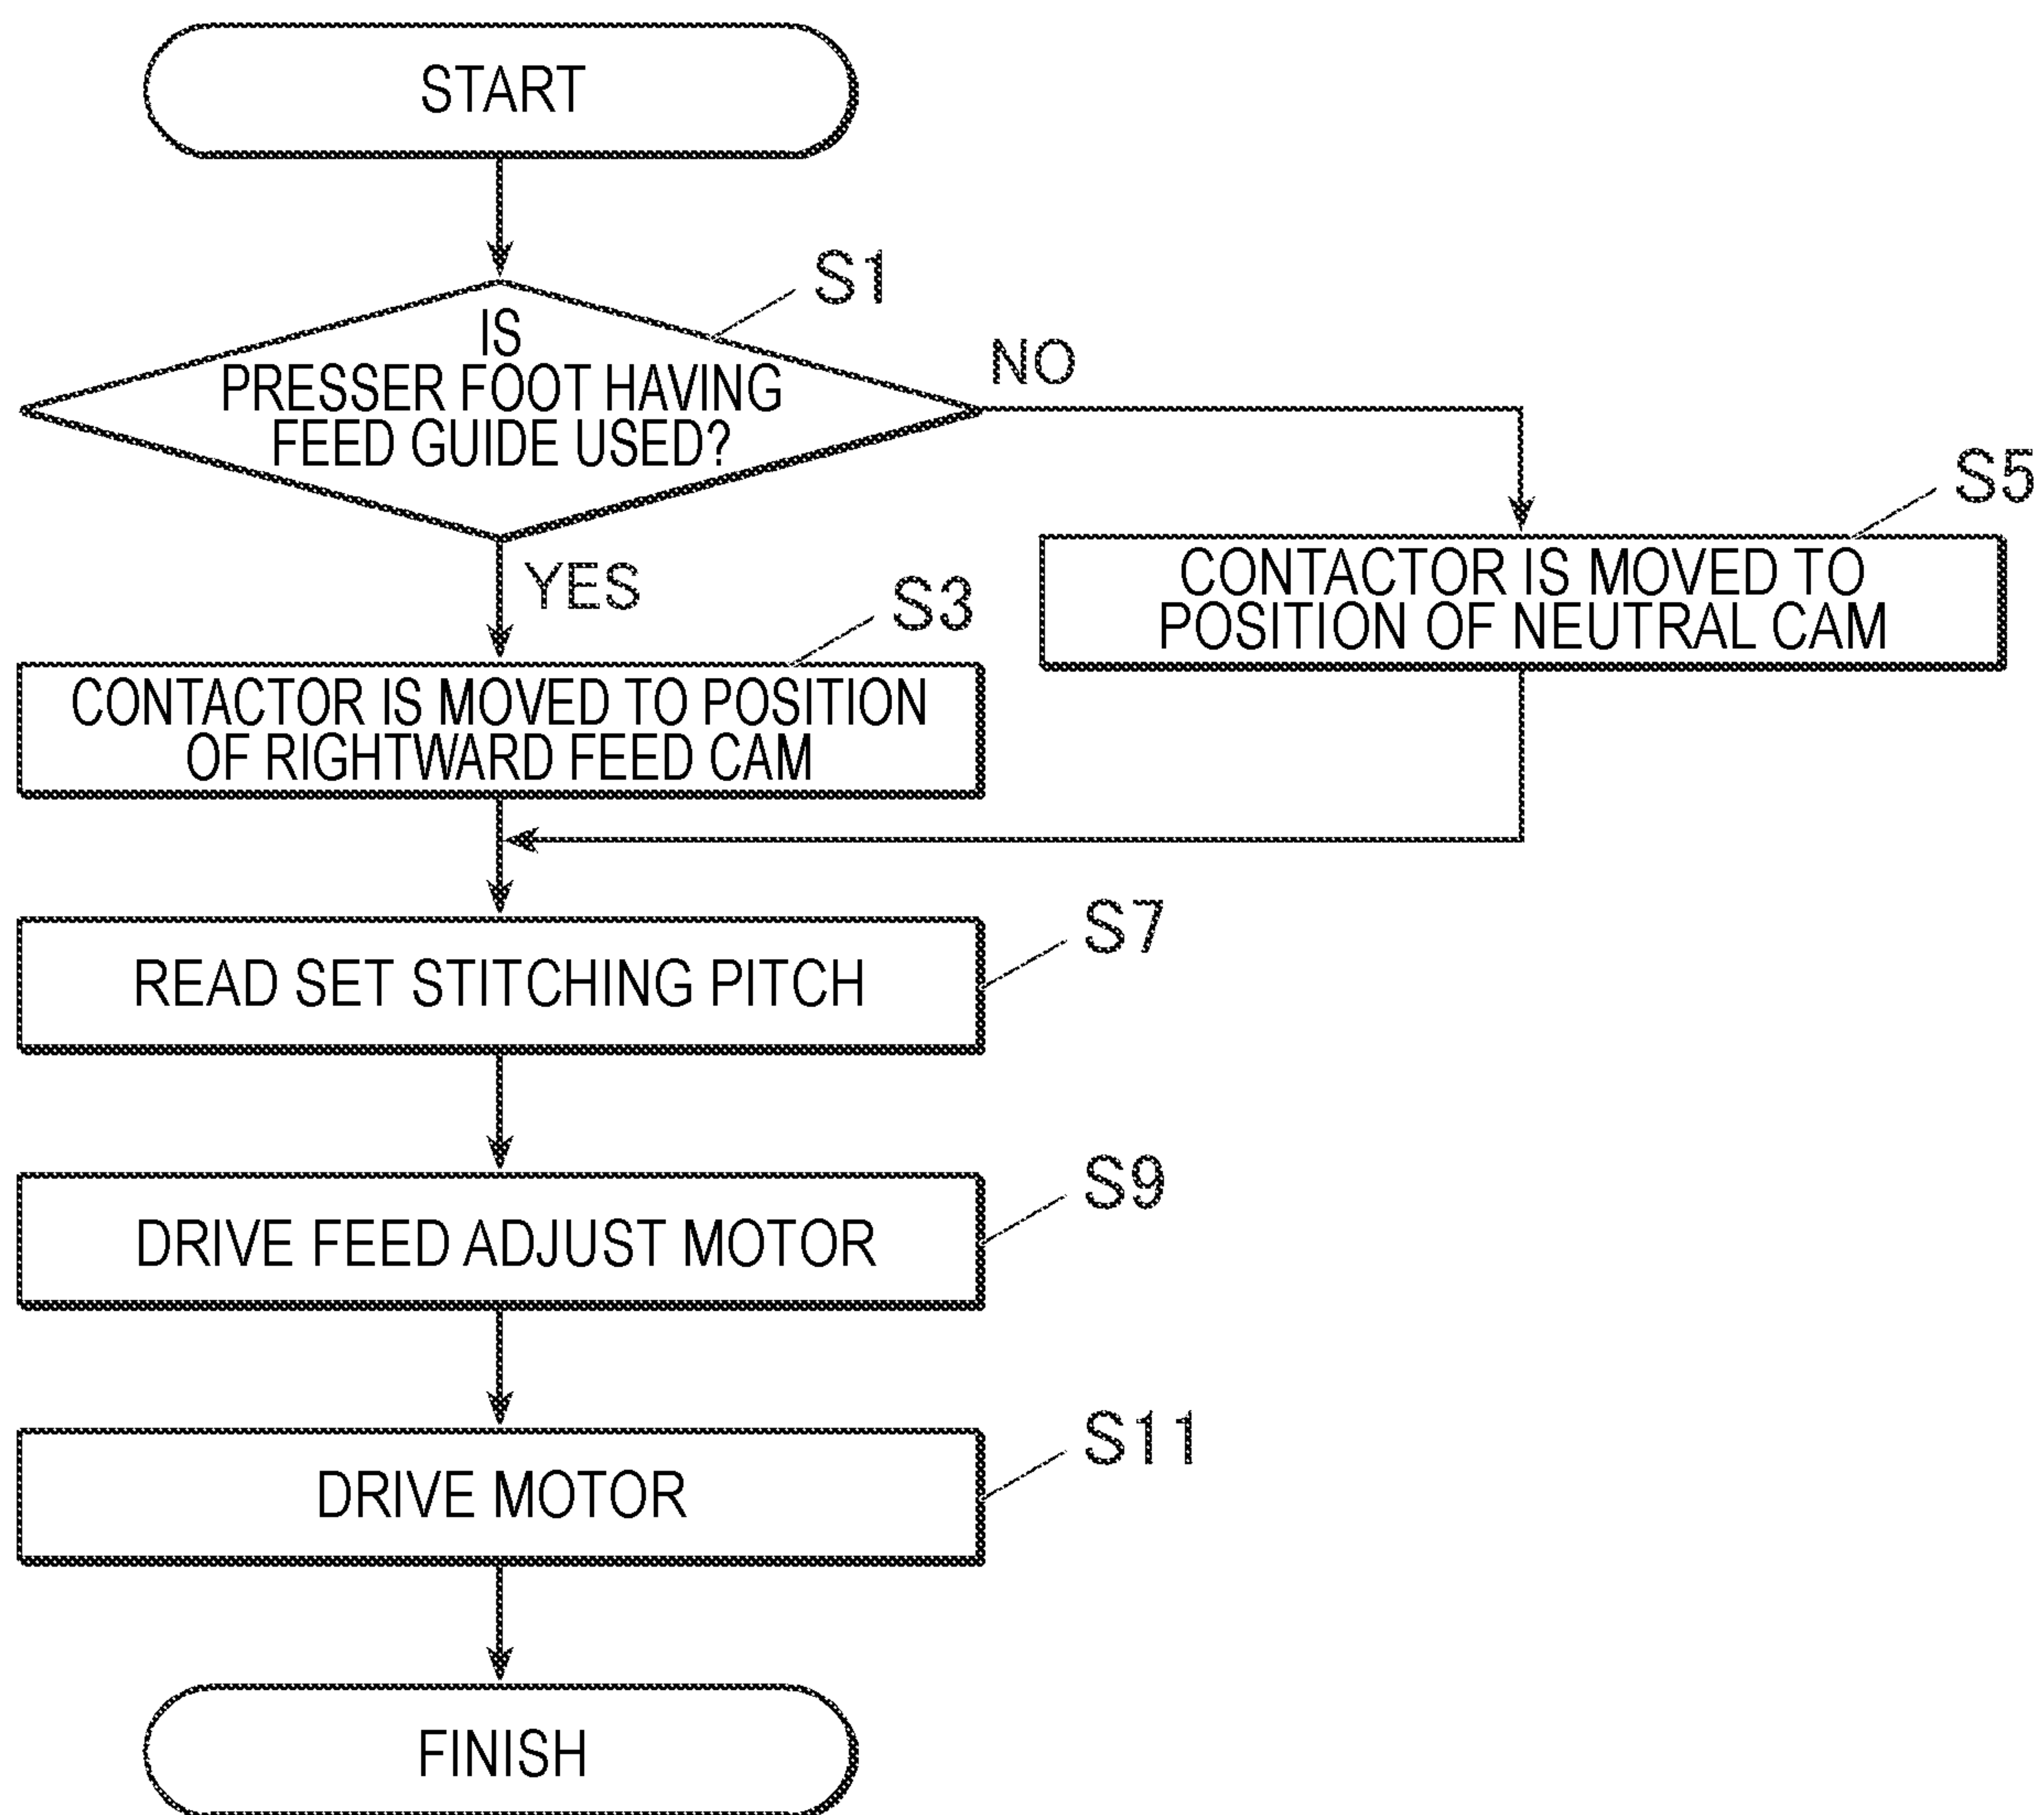 START
S1
IS
PRESSER FOOT HAVING
FEED GUIDE USED?
NO
YES
S5
CONTACTOR IS MOVED TO
POSITION OF NEUTRAL CAM
S3
CONTACTOR IS MOVED TO POSITION
OF RIGHTWARD FEED CAM
S7
READ SET STITCHING PITCH
S9
DRIVE FEED ADJUST MOTOR
S11
DRIVE MOTOR
FINISH